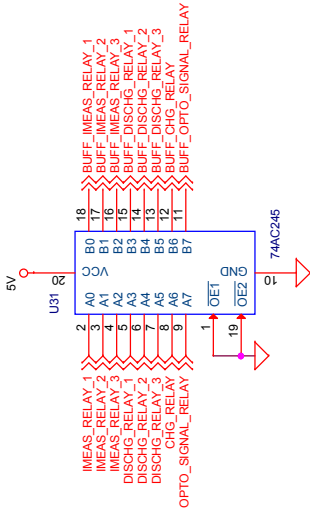 BUFF_IMEAS_RELAY_1
BUFF_IMEAS_RELAY_2
BUFF_IMEAS_RELAY_3
BUFF_DISCHG_RELAY_1
BUFF_DISCHG_RELAY_2
BUFF_DISCHG_RELAY_3
BUFF_CHG_RELAY
BUFF_OPTO_SIGNAL_RELAY
18
17
16
15
14
13
12
11
5V
20
U31
VCC
B0
B1
B2
B3
B4
B5
B6
B7
A0
A1
A2
A3
A4
A5
A6
A7
GND
OE1
OE2
10
74AC245
2
3
4
5
6
7
8
9
1
19
IMEAS_RELAY_1
IMEAS_RELAY_2
IMEAS_RELAY_3
DISCHG_RELAY_1
DISCHG_RELAY_2
DISCHG_RELAY_3
CHG_RELAY
OPTO_SIGNAL_RELAY